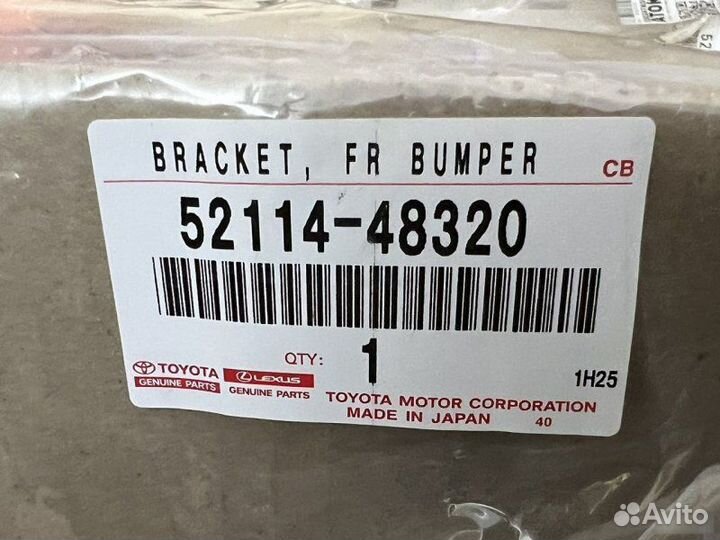 BRACKET, FR BUMPER
CB
52114-48320
QTY: 1
1H25
TOYOTA
GENUINE PARTS
LEXUS
GENUINE PARTS
TOYOTA MOTOR CORPORATION
MADE IN JAPAN 40
Avito